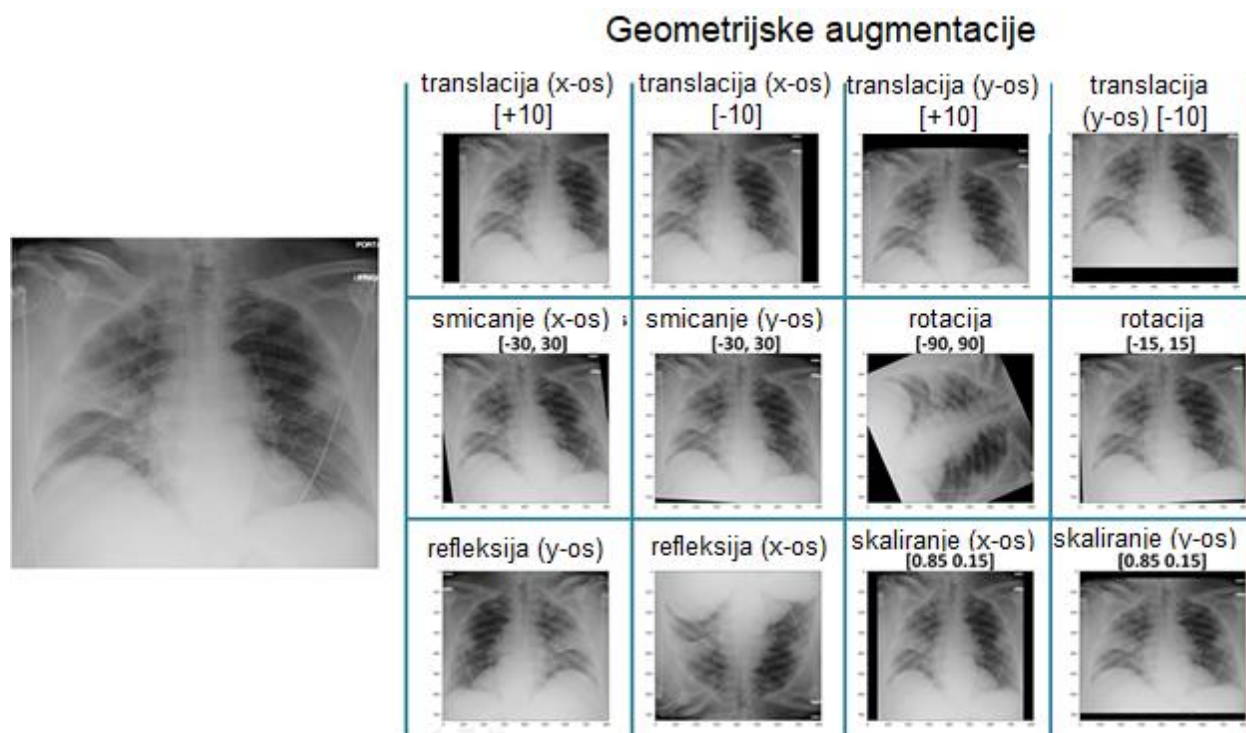 Geometrijske augmentacije
translacija (x-os)
[+10]
translacija (x-os)
[-10]
translacija (y-os)
[+10]
translacija
(y-os) [-10]
PORTA
smicanje (x-os)
[-30, 30]
smicanje (y-os)
[-30, 30]
rotacija
[-90, 90]
rotacija
[-15, 15]
refleksija (y-os)
refleksija (x-os)
skaliranje (x-os)
[0.85 0.15]
skaliranje (y-os)
[0.85 0.15]